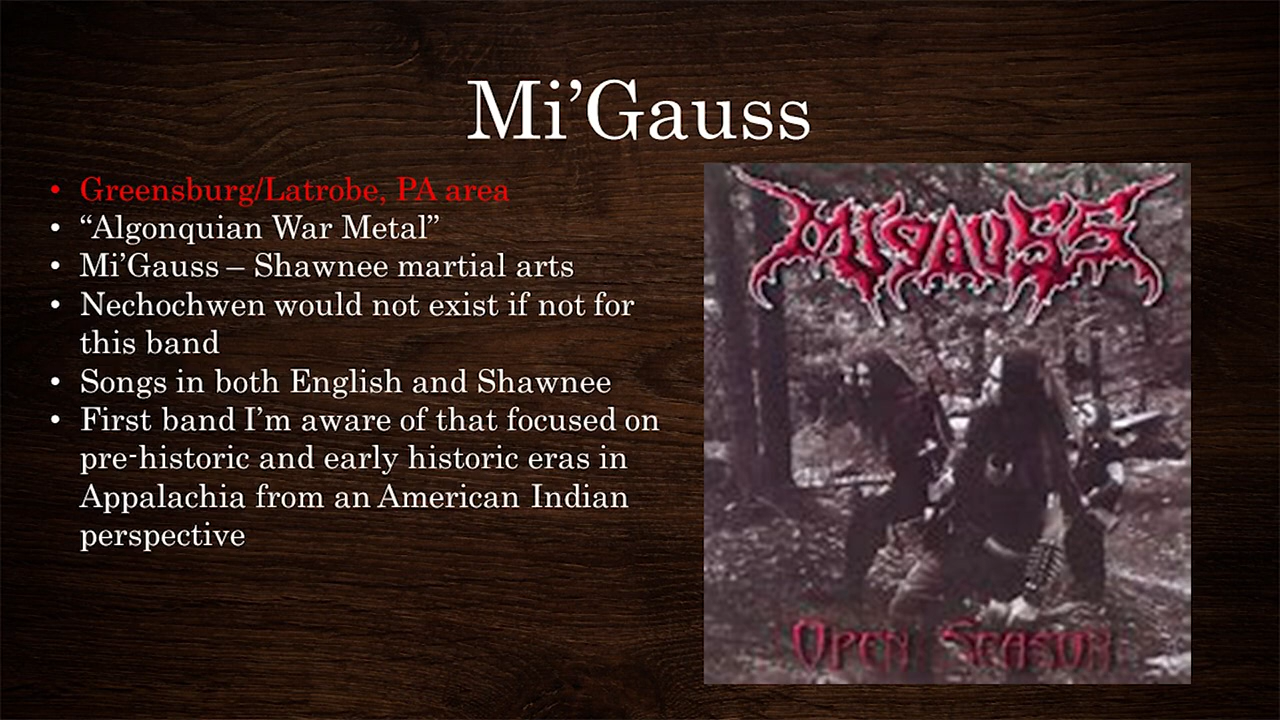 Mi’Gauss
• Greensburg/Latrobe, PA area
• “Algonquian War Metal”
• Mi’Gauss – Shawnee martial arts
• Nechochwen would not exist if not for
this band
• Songs in both English and Shawnee
• First band I’m aware of that focused on
pre-historic and early historic eras in
Appalachia from an American Indian
perspective
MI'GAUSS
OPEN SEASON